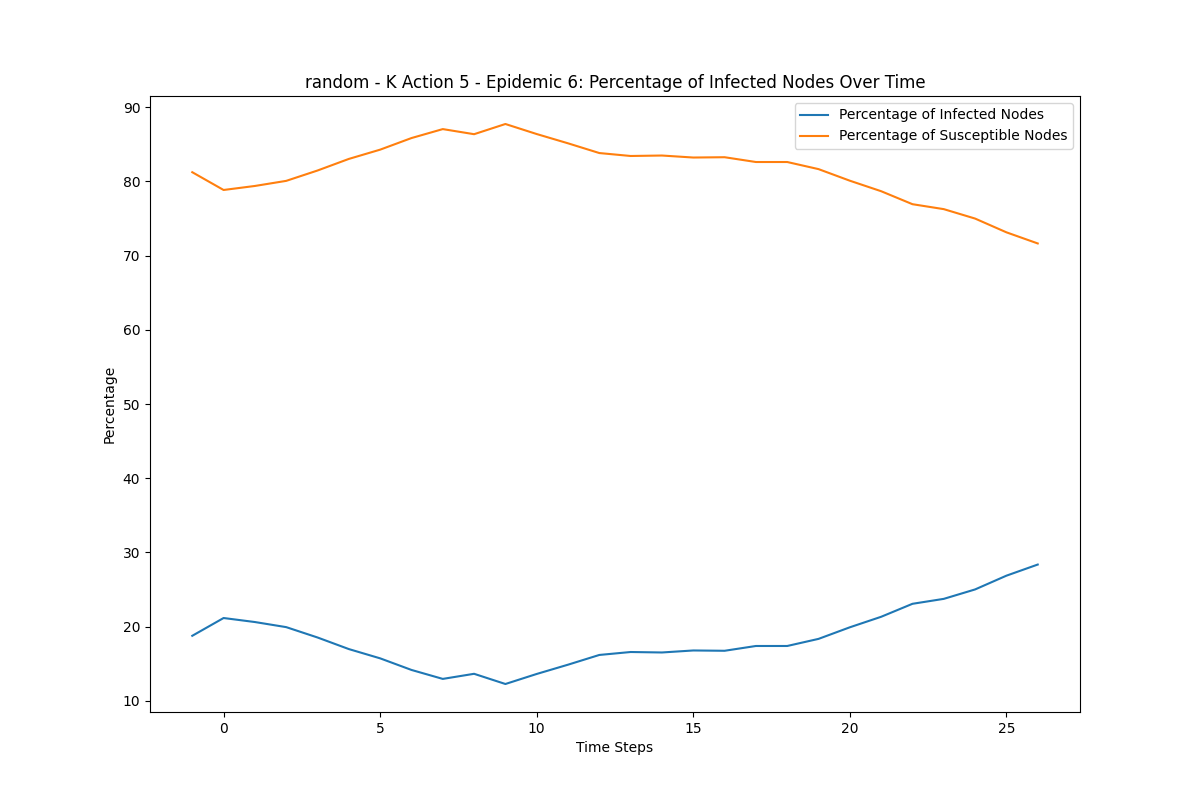 random - K Action 5 - Epidemic 6: Percentage of Infected Nodes Over Time
Percentage of Infected Nodes
Percentage of Susceptible Nodes
90
80
70
60
50
40
30
20
10
Percentage
0 5 10 15 20 25
Time Steps